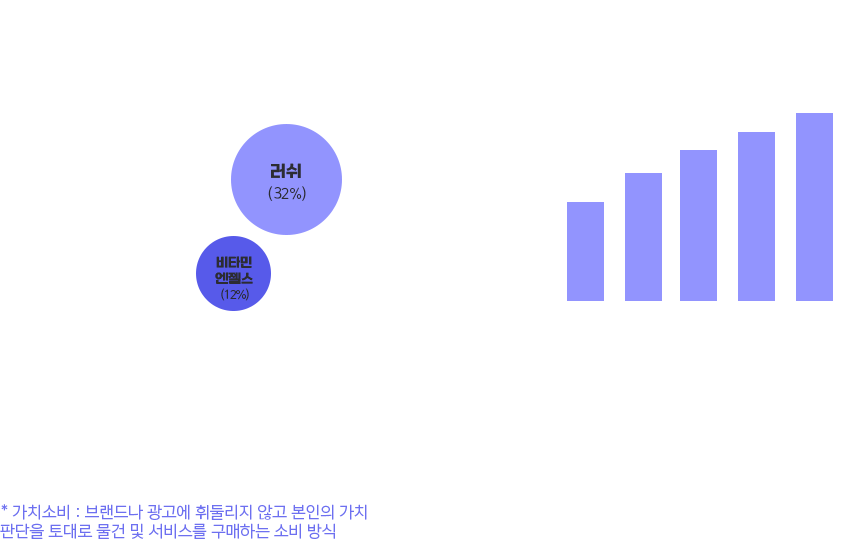 러쉬
(32%)
비타민
엔젤스
(12%)
* 가치소비 : 브랜드나 광고에 휘둘리지 않고 본인의 가치
판단을 토대로 물건 및 서비스를 구매하는 소비 방식